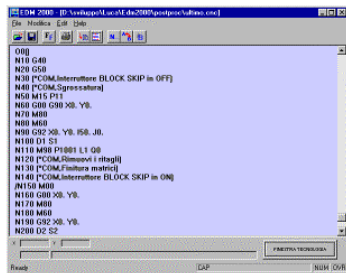 EDM 2000 - [D:\sviluppo\Luca\Edm2000\postproc\ultimo.cnc]
File Modifica Edit Help
N10 G40
N20 G50
N30 (*COM,Interruttore BLOCK SKIP in OFF)
N40 (*COM,Sgrossatura)
N50 M15 P11
N60 G00 G90 X0. Y0.
N70 M80
N80 M60
N90 G92 X0. Y0. I50. J0.
N100 D1 S1
N110 M98 P1001 L1 Q0
N120 (*COM,Rimuovi i ritagli)
N130 (*COM,Finitura matrici)
N140 (*COM,Interruttore BLOCK SKIP in ON)
/N150 M00
N160 G00 X0. Y0.
N170 M80
N180 M60
N190 G92 X0. Y0.
N200 D2 S2
X Y
FINESTRA TECNOLOGIA
Ready CAP NUM OVR